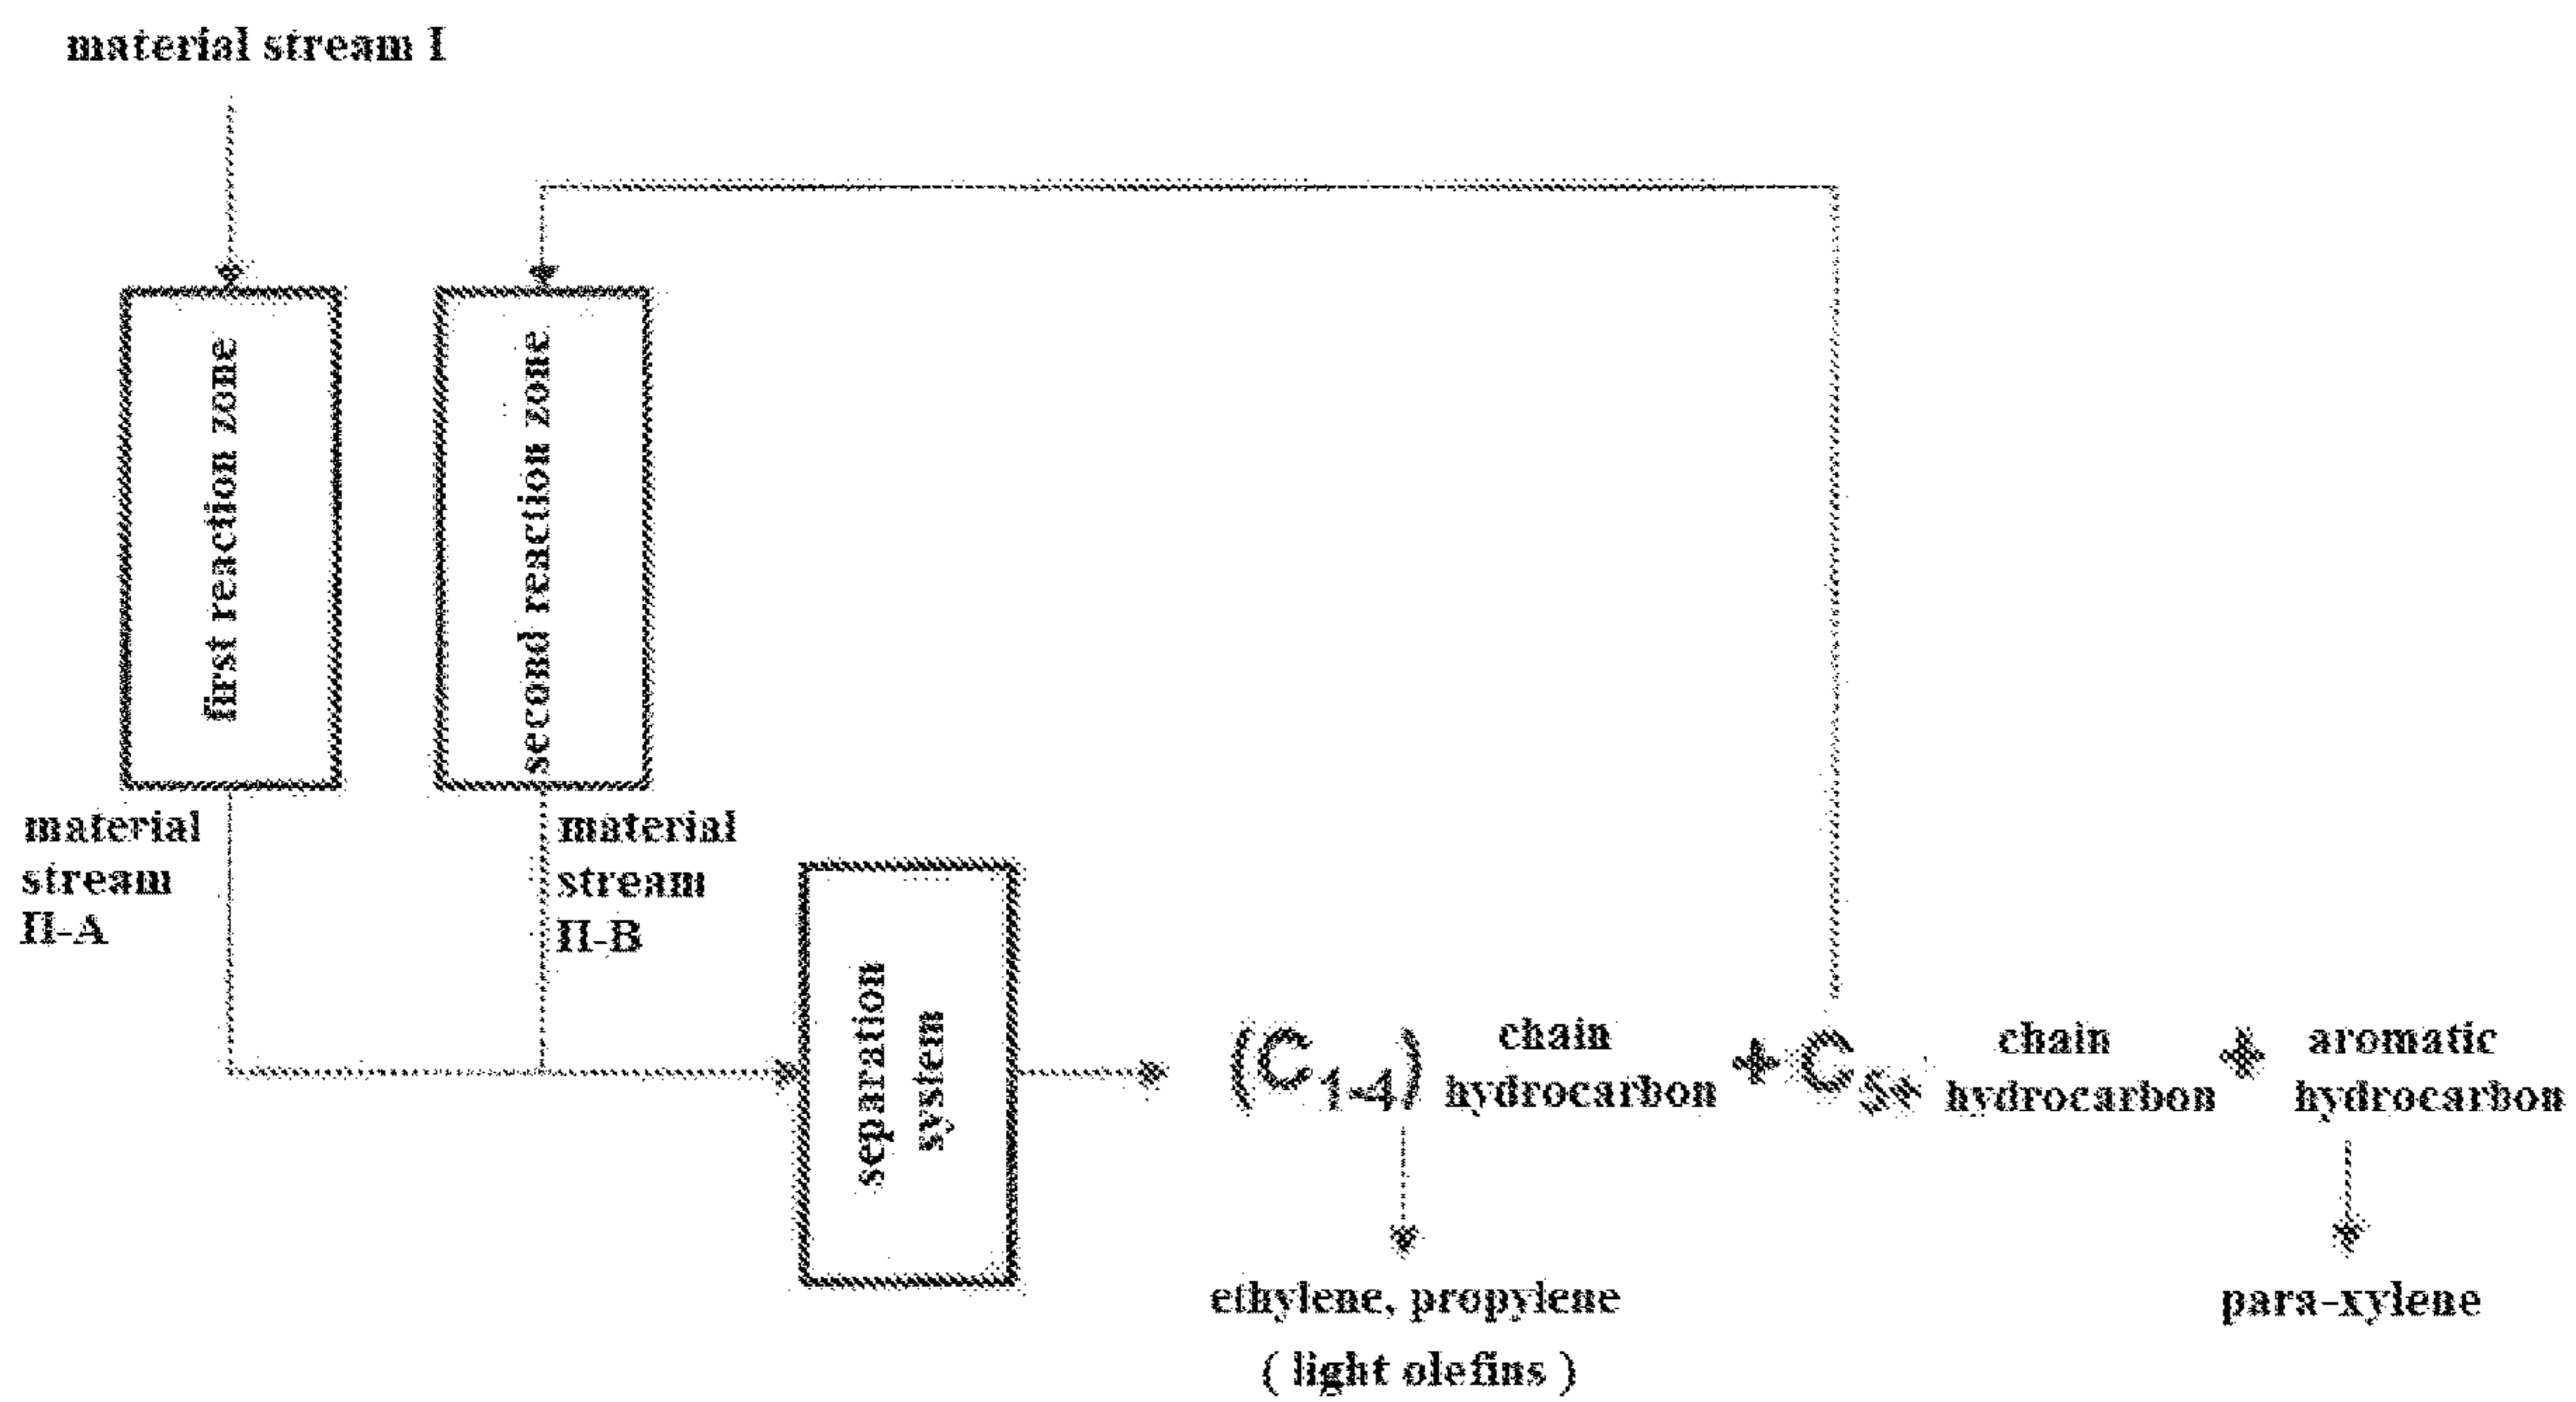 material stream I
first reaction zone
second reaction zone
material
stream
II-A
material
stream
II-B
separation
system
(C1-4) chain
hydrocarbon
+
C5+ chain
hydrocarbon
+
aromatic
hydrocarbon
ethylene, propylene
( light olefins )
para-xylene